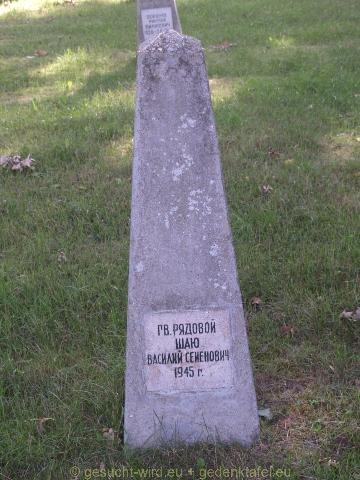 ГВ. РЯДОВОЙ
ШАЮ
ВАСИЛИЙ СЕМЕНОВИЧ
1945 г.
© gesucht-wird.eu + gedenktafel.eu